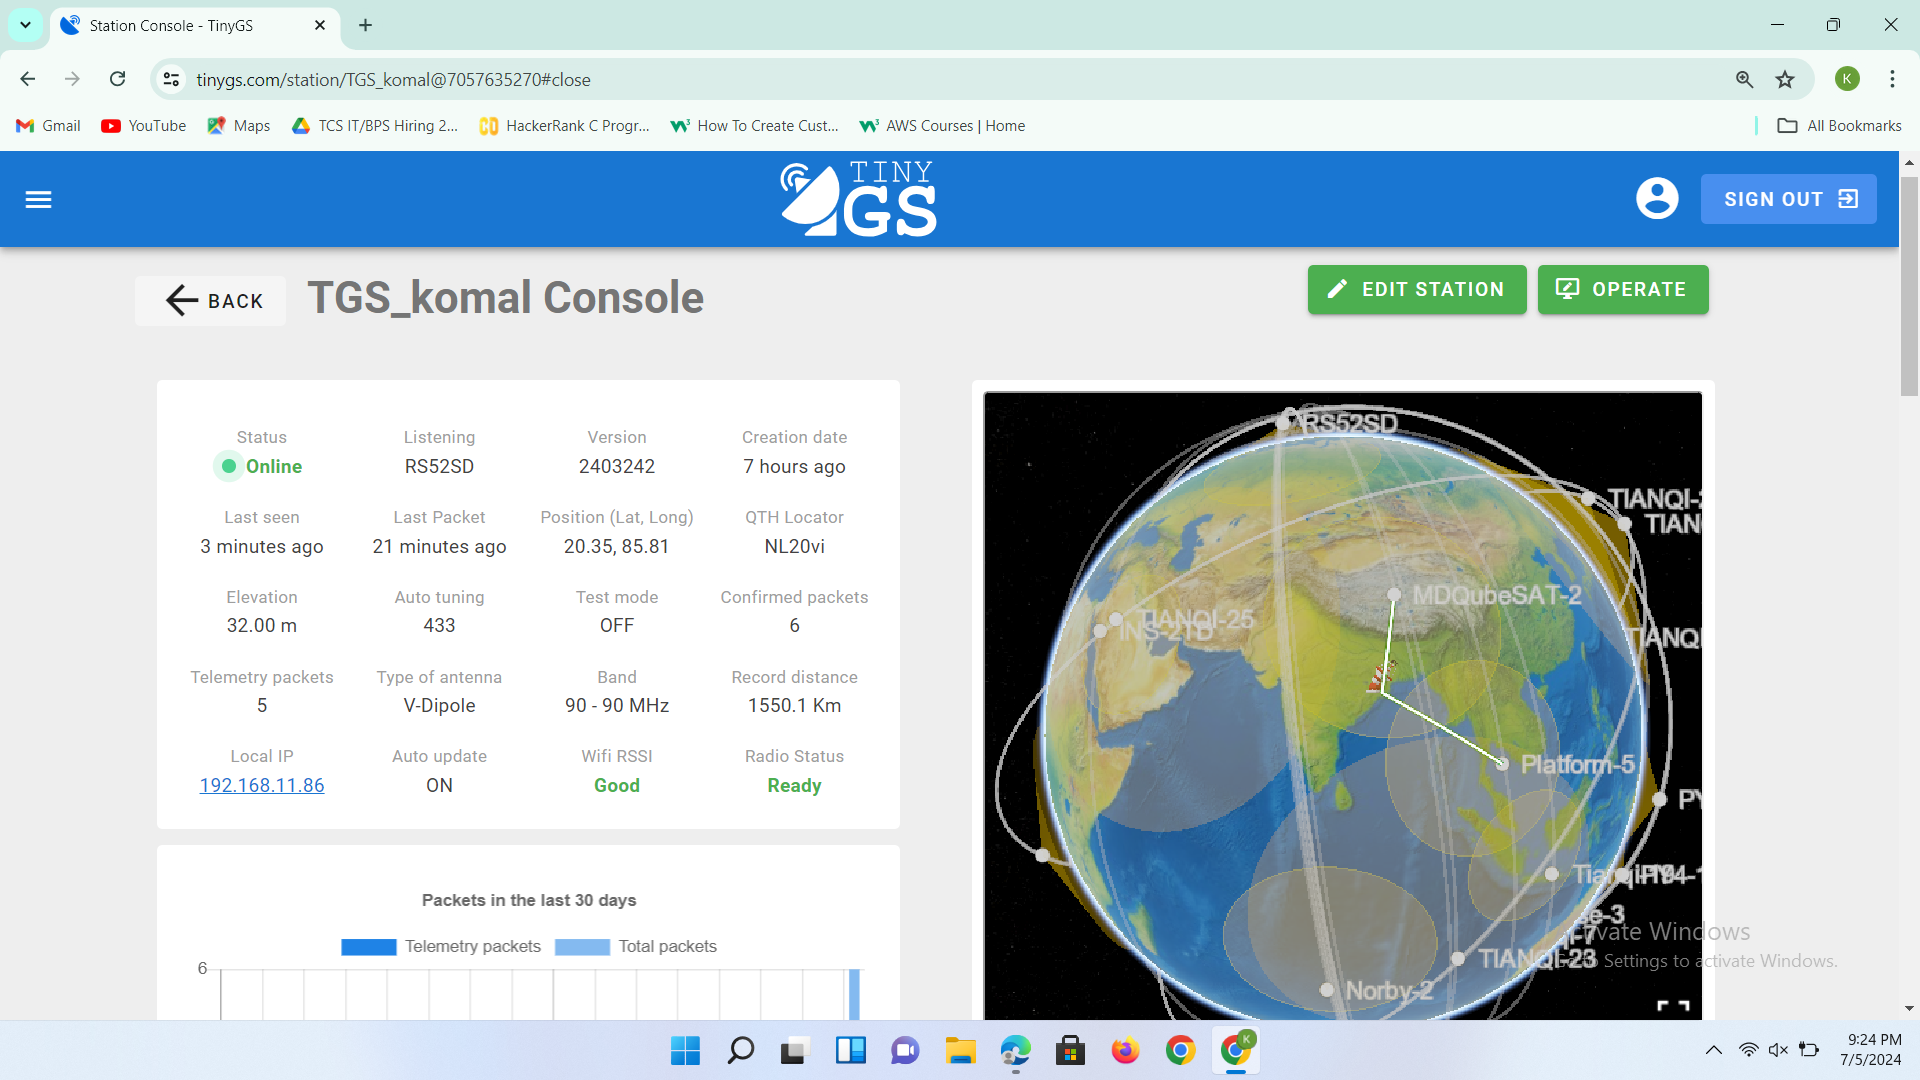 Station Console - TinyGS
tinygs.com/station/TGS_komal@7057635270#close
K
Gmail
YouTube
Maps
TCS IT/BPS Hiring 2...
HackerRank C Progr...
How To Create Cust...
AWS Courses | Home
All Bookmarks
TINY
GS
SIGN OUT
BACK
TGS_komal Console
EDIT STATION
OPERATE
Status
Listening
Version
Creation date
Online
RS52SD
2403242
7 hours ago
Last seen
Last Packet
Position (Lat, Long)
QTH Locator
3 minutes ago
21 minutes ago
20.35, 85.81
NL20vi
Elevation
Auto tuning
Test mode
Confirmed packets
32.00 m
433
OFF
6
Telemetry packets
Type of antenna
Band
Record distance
5
V-Dipole
90 - 90 MHz
1550.1 Km
Local IP
Auto update
Wifi RSSI
Radio Status
192.168.11.86
ON
Good
Ready
Packets in the last 30 days
Telemetry packets
Total packets
6
RS52SD
TIANQI-2
TIAN
MDQubeSAT-2
TIANQI-25
INS-2TD
TIANQI
Platform-5
PY
TIANQI-23
Norby-2
Activate Windows
Go to Settings to activate Windows.
K
9:24 PM
7/5/2024